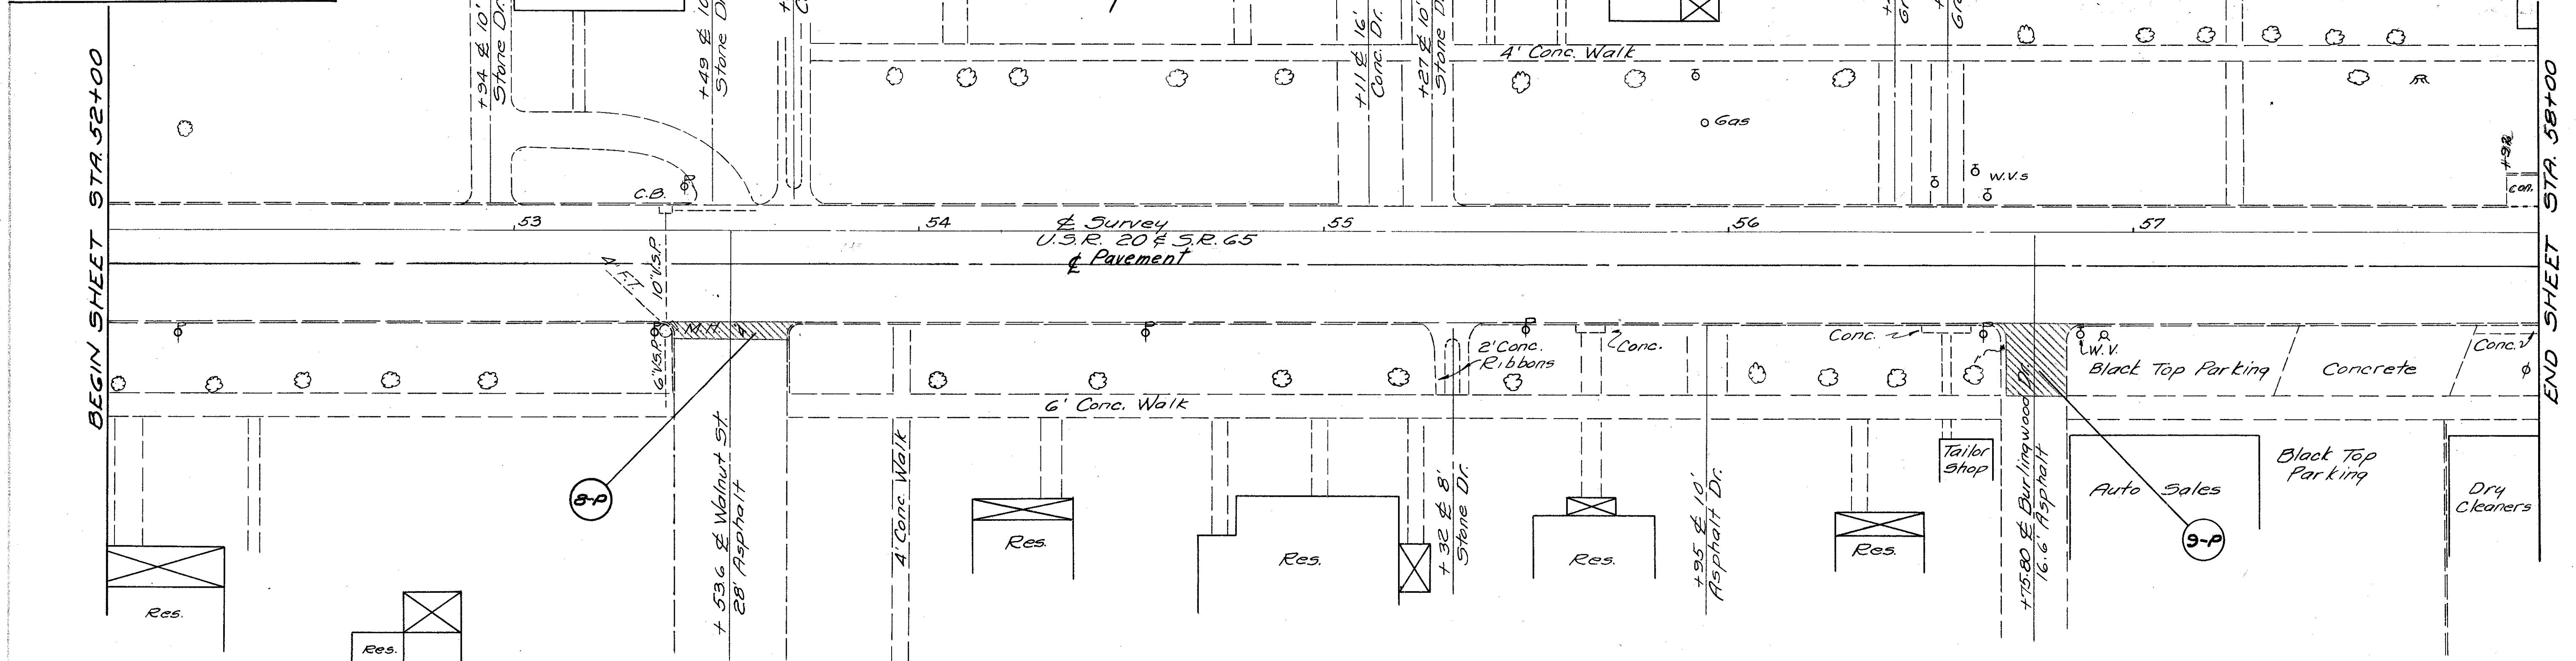 BEGIN SHEET STA. 52+00
+94 ℄ 10'
Stone Dr.
+49 ℄ 10'
Stone Dr.
4' Conc. Walk
+11 ℄ 16'
Conc. Dr.
+27 ℄ 10'
Stone Dr.
Gas
W.V.s
+92
con.
C.B.
53
54
55
56
57
℄ Survey
U.S.R. 20 & S.R. 65
℄ Pavement
10" V.S.P.
6" V.S.P.
M.H.
2' Conc.
Ribbons
Conc.
Conc.
W.V.
Black Top Parking
Concrete
Conc.
6' Conc. Walk
8-P
+53.6 ℄ Walnut St.
28' Asphalt
4' Conc. Walk
Res.
Res.
Res.
Res.
+32 ℄ 8'
Stone Dr.
Res.
+95 ℄ 10'
Asphalt Dr.
Res.
Tailor
Shop
+75.80 ℄ Burlingwood Dr.
16.6' Asphalt
Auto Sales
9-P
Black Top
Parking
Dry
Cleaners
END SHEET STA. 58+00